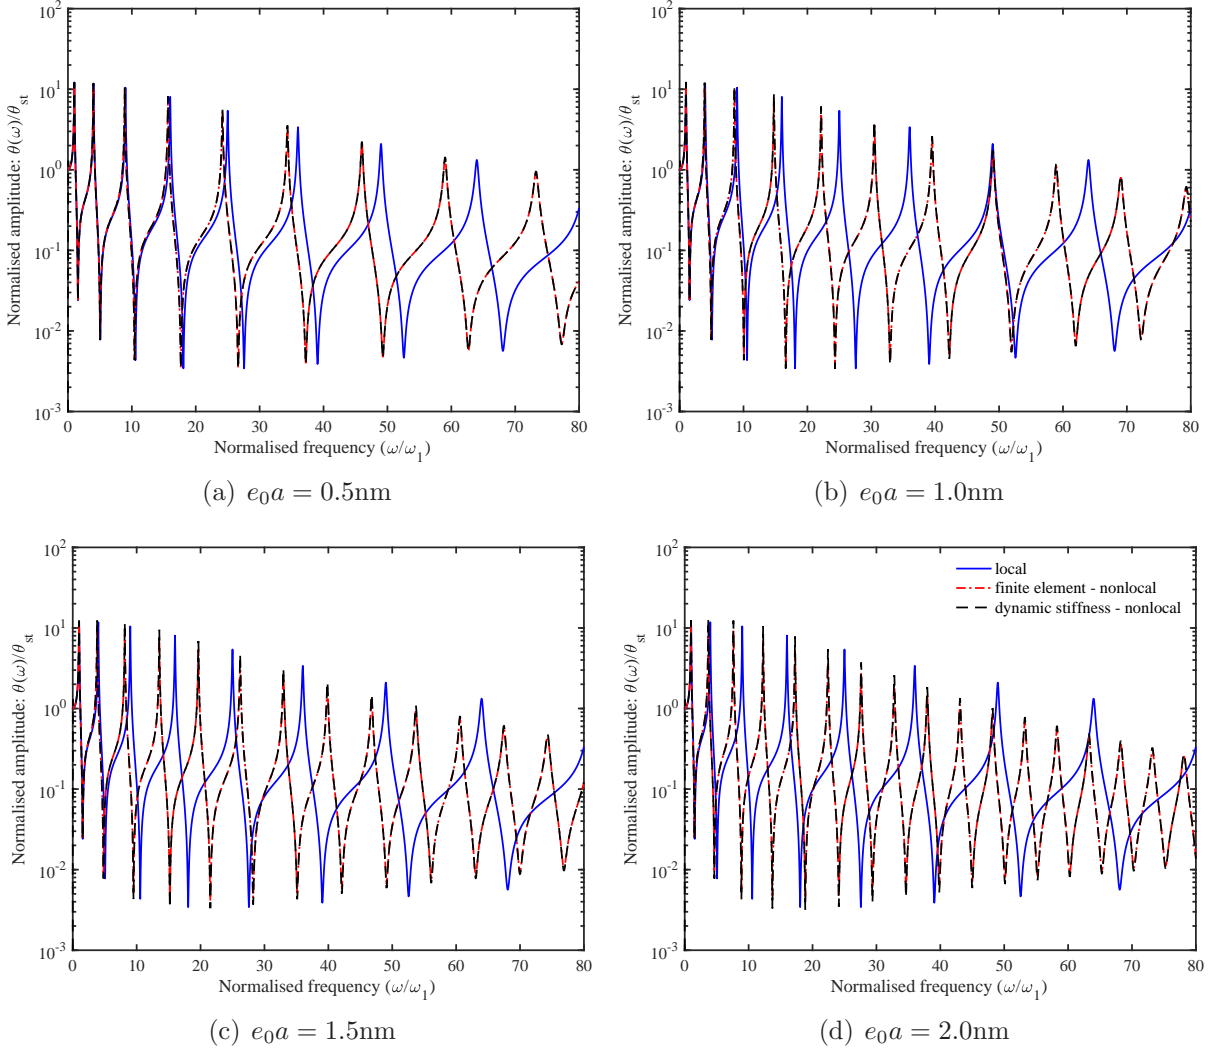 10^2
10^1
10^0
10^-1
10^-2
10^-3
Normalised amplitude: θ(ω)/θ_st
0 10 20 30 40 50 60 70 80
Normalised frequency (ω/ω_1)
(a) e_0a = 0.5nm
10^2
10^1
10^0
10^-1
10^-2
10^-3
Normalised amplitude: θ(ω)/θ_st
0 10 20 30 40 50 60 70 80
Normalised frequency (ω/ω_1)
(b) e_0a = 1.0nm
10^2
10^1
10^0
10^-1
10^-2
10^-3
Normalised amplitude: θ(ω)/θ_st
0 10 20 30 40 50 60 70 80
Normalised frequency (ω/ω_1)
(c) e_0a = 1.5nm
10^2
10^1
10^0
10^-1
10^-2
10^-3
Normalised amplitude: θ(ω)/θ_st
local
finite element - nonlocal
dynamic stiffness - nonlocal
0 10 20 30 40 50 60 70 80
Normalised frequency (ω/ω_1)
(d) e_0a = 2.0nm